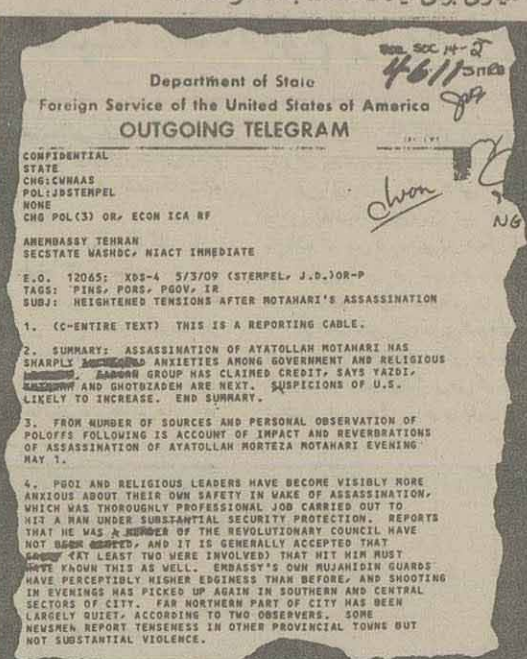 Department of State
Foreign Service of the United States of America
OUTGOING TELEGRAM
CONFIDENTIAL
STATE
CHG:CWNAAS
POL:JDSTEMPEL
NONE
CHG POL(3) OR, ECON ICA RF
AMEMBASSY TEHRAN
SECSTATE WASHDC, NIACT IMMEDIATE
E.O. 12065: XDS-4 5/3/09 (STEMPEL, J.D.)OR-P
TAGS: PINS, PORS, PGOV, IR
SUBJ: HEIGHTENED TENSIONS AFTER MOTAHARI'S ASSASSINATION
1. (C-ENTIRE TEXT) THIS IS A REPORTING CABLE.
2. SUMMARY: ASSASSINATION OF AYATOLLAH MOTAHARI HAS
SHARPLY ANXIETIES AMONG GOVERNMENT AND RELIGIOUS
GROUP HAS CLAIMED CREDIT, SAYS YAZDI,
AND GHOTBZADEH ARE NEXT. SUSPICIONS OF U.S.
LIKELY TO INCREASE. END SUMMARY.
3. FROM NUMBER OF SOURCES AND PERSONAL OBSERVATION OF
POLOFFS FOLLOWING IS ACCOUNT OF IMPACT AND REVERBRATIONS
OF ASSASSINATION OF AYATOLLAH MORTEZA MOTAHARI EVENING
MAY 1.
4. PGOI AND RELIGIOUS LEADERS HAVE BECOME VISIBLY MORE
ANXIOUS ABOUT THEIR OWN SAFETY IN WAKE OF ASSASSINATION,
WHICH WAS THOROUGHLY PROFESSIONAL JOB CARRIED OUT TO
HIT A MAN UNDER SUBSTANTIAL SECURITY PROTECTION. REPORTS
THAT HE WAS A MEMBER OF THE REVOLUTIONARY COUNCIL HAVE
NOT BEEN, AND IT IS GENERALLY ACCEPTED THAT
(AT LEAST TWO WERE INVOLVED) THAT HIT HIM MUST
HAVE KNOWN THIS AS WELL. EMBASSY'S OWN MUJAHIDIN GUARDS
HAVE PERCEPTIBLY HIGHER EDGINESS THAN BEFORE, AND SHOOTING
IN EVENINGS HAS PICKED UP AGAIN IN SOUTHERN AND CENTRAL
SECTORS OF CITY. FAR NORTHERN PART OF CITY HAS BEEN
LARGELY QUIET, ACCORDING TO TWO OBSERVERS. SOME
NEWSMEN REPORT TENSENESS IN OTHER PROVINCIAL TOWNS BUT
NOT SUBSTANTIAL VIOLENCE.